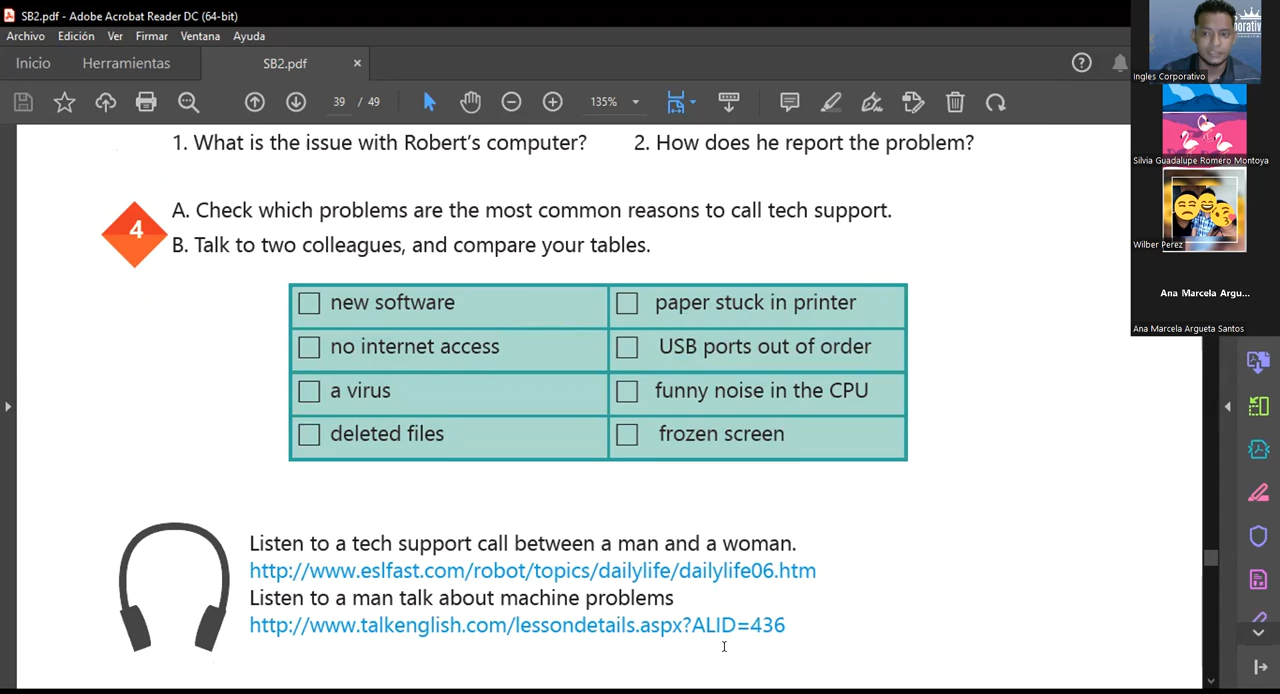 SB2.pdf - Adobe Acrobat Reader DC (64-bit)
Archivo Edición Ver Firmar Ventana Ayuda
Inicio Herramientas SB2.pdf ×
39 / 49 135%
1. What is the issue with Robert's computer? 2. How does he report the problem?
4
A. Check which problems are the most common reasons to call tech support.
B. Talk to two colleagues, and compare your tables.
new software paper stuck in printer
no internet access USB ports out of order
a virus funny noise in the CPU
deleted files frozen screen
Listen to a tech support call between a man and a woman.
http://www.eslfast.com/robot/topics/dailylife/dailylife06.htm
Listen to a man talk about machine problems
http://www.talkenglish.com/lessondetails.aspx?ALID=436
Ingles Corporativo
Silvia Guadalupe Romero Montoya
Wilber Perez
Ana Marcela Argu...
Ana Marcela Argueta Santos